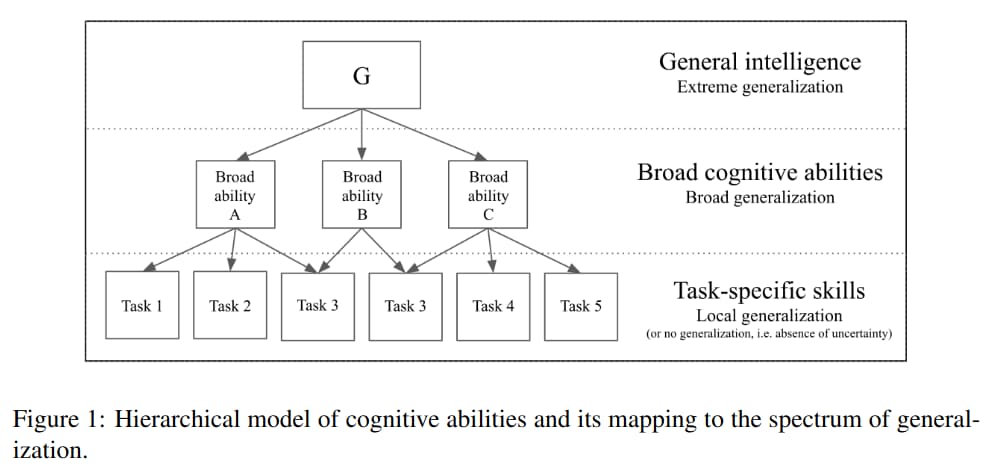 G
General intelligence
Extreme generalization
Broad
ability
A
Broad
ability
B
Broad
ability
C
Broad cognitive abilities
Broad generalization
Task 1
Task 2
Task 3
Task 3
Task 4
Task 5
Task-specific skills
Local generalization
(or no generalization, i.e. absence of uncertainty)
Figure 1: Hierarchical model of cognitive abilities and its mapping to the spectrum of general-
ization.